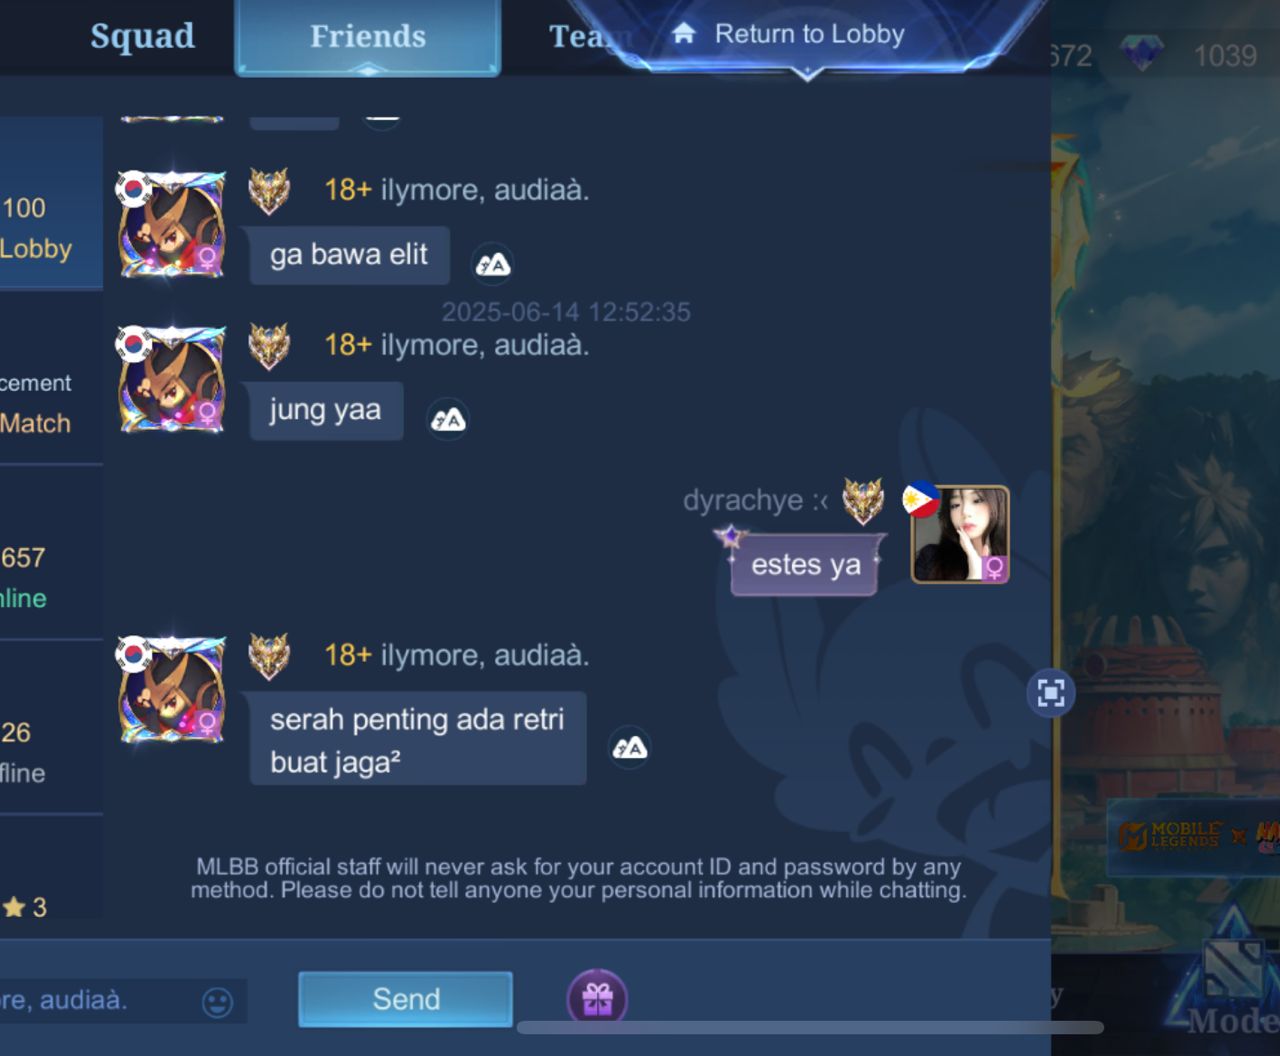 Squad
Friends
Return to Lobby
1039
100
Lobby
18+ ilymore, audiaà.
ga bawa elit
2025-06-14 12:52:35
18+ ilymore, audiaà.
jung yaa
cement
Match
dyrachye :‹
estes ya
657
nline
18+ ilymore, audiaà.
serah penting ada retri
buat jaga²
26
fline
MOBILE
LEGENDS
MLBB official staff will never ask for your account ID and password by any
method. Please do not tell anyone your personal information while chatting.
3
re, audiaà.
Send
Mode